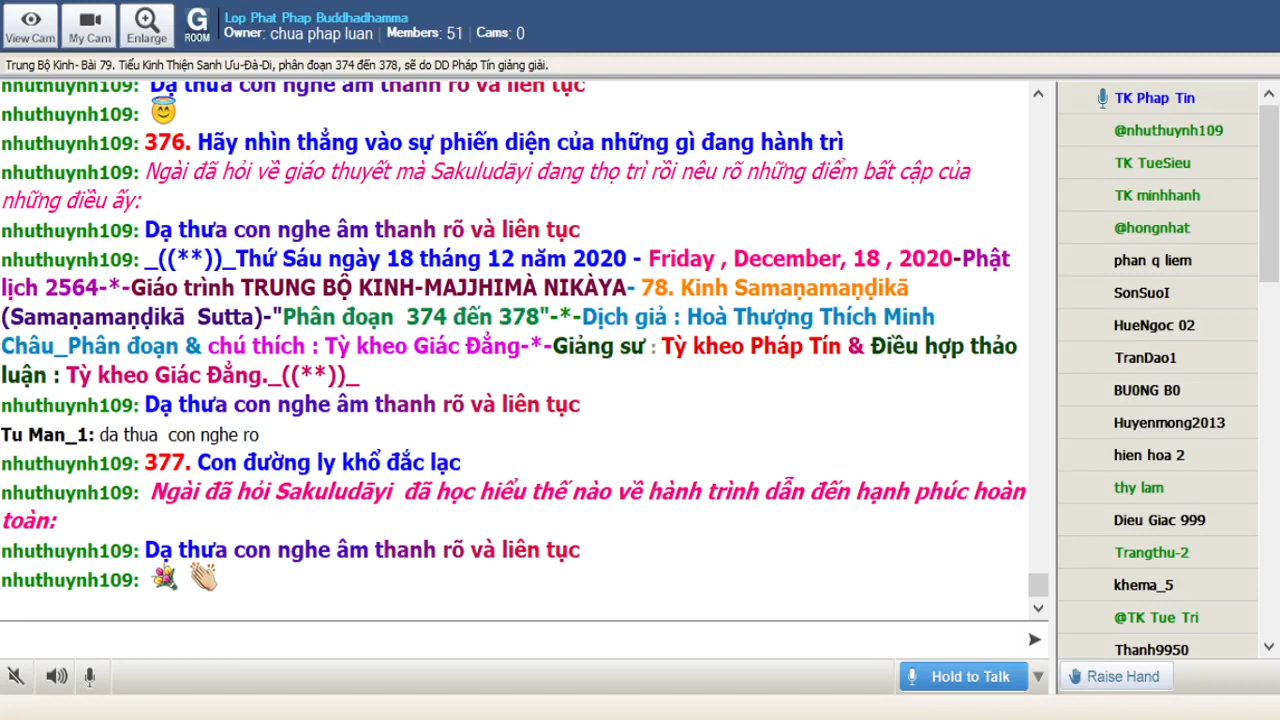 View Cam
My Cam
Enlarge
G
ROOM
Lop Phat Phap Buddhadhamma
Owner: chua phap luan | Members: 51 | Cams: 0
Trung Bộ Kinh- Bài 79. Tiểu Kinh Thiện Sanh Ưu-Đà-Di, phân đoạn 374 đến 378, sẽ do DD Pháp Tín giảng giải.
nhuthuynh109: Dạ thưa con nghe âm thanh rõ và liên tục
nhuthuynh109:
nhuthuynh109: 376. Hãy nhìn thẳng vào sự phiến diện của những gì đang hành trì
nhuthuynh109: Ngài đã hỏi về giáo thuyết mà Sakuludāyi đang thọ trì rồi nêu rõ những điểm bất cập của
những điều ấy:
nhuthuynh109: Dạ thưa con nghe âm thanh rõ và liên tục
nhuthuynh109: _((**))_Thứ Sáu ngày 18 tháng 12 năm 2020 - Friday , December, 18 , 2020-Phật
lịch 2564-*-Giáo trình TRUNG BỘ KINH-MAJJHIMÀ NIKÀYA- 78. Kinh Samaṇamaṇḍikā
(Samaṇamaṇḍikā Sutta)-"Phân đoạn 374 đến 378"-*-Dịch giả : Hoà Thượng Thích Minh
Châu_Phân đoạn & chú thích : Tỳ kheo Giác Đẳng-*-Giảng sư : Tỳ kheo Pháp Tín & Điều hợp thảo
luận : Tỳ kheo Giác Đẳng._((**))_
nhuthuynh109: Dạ thưa con nghe âm thanh rõ và liên tục
Tu Man_1: da thua con nghe ro
nhuthuynh109: 377. Con đường ly khổ đắc lạc
nhuthuynh109: Ngài đã hỏi Sakuludāyi đã học hiểu thế nào về hành trình dẫn đến hạnh phúc hoàn
toàn:
nhuthuynh109: Dạ thưa con nghe âm thanh rõ và liên tục
nhuthuynh109:
TK Phap Tin
@nhuthuynh109
TK TueSieu
TK minhhanh
@hongnhat
phan q liem
SonSuoI
HueNgoc 02
TranDao1
BU0NG B0
Huyenmong2013
hien hoa 2
thy lam
Dieu Giac 999
Trangthu-2
khema_5
@TK Tue Tri
Thanh9950
Hold to Talk
Raise Hand